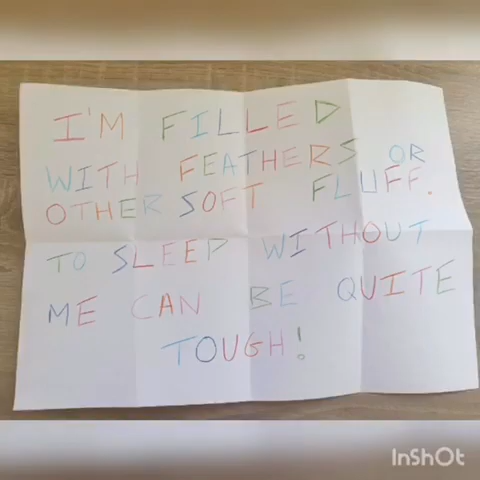 I'M FILLED
WITH FEATHERS OR
OTHER SOFT FLUFF.
TO SLEEP WITHOUT
ME CAN BE QUITE
TOUGH!
InShOt